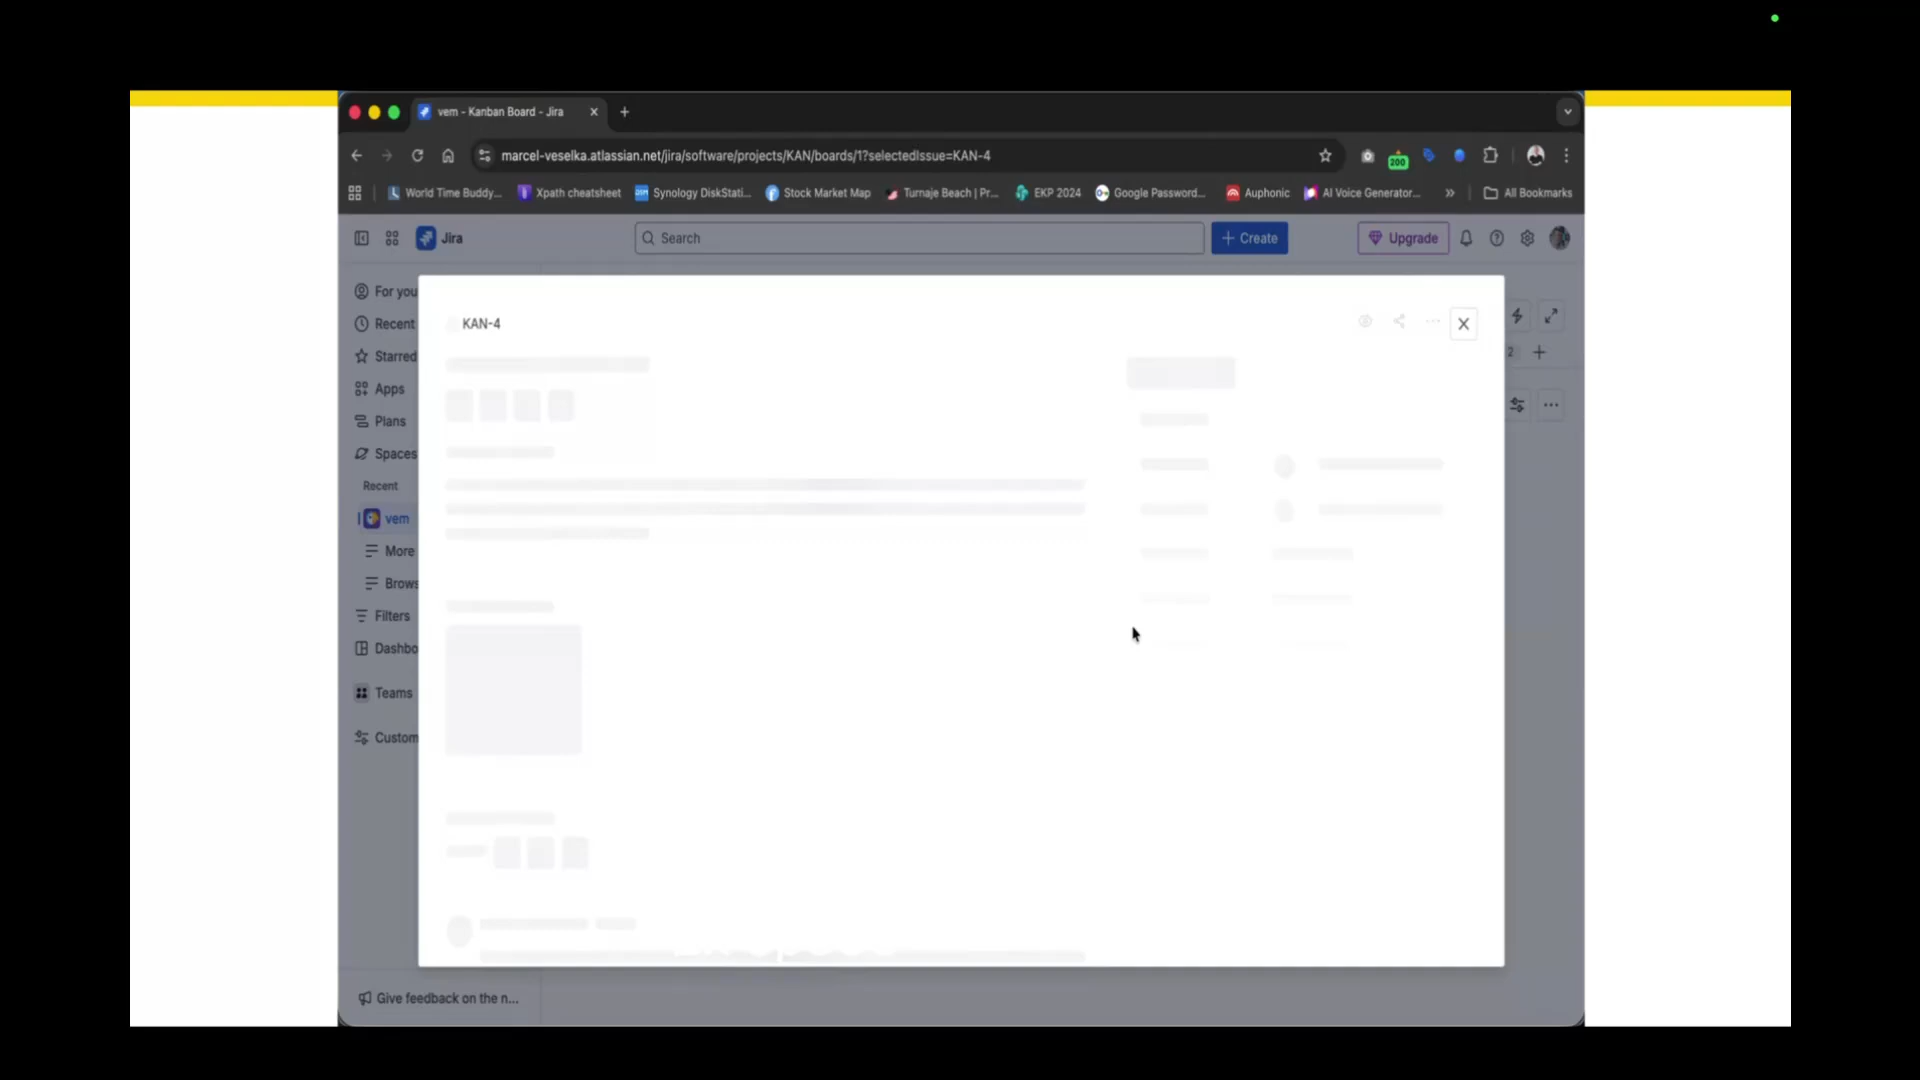 vem - Kanban Board - Jira
marcel-veselka.atlassian.net/jira/software/projects/KAN/boards/1?selectedIssue=KAN-4
200
World Time Buddy... Xpath cheatsheet Synology DiskStati... Stock Market Map Turnaje Beach | Pr... EKP 2024 Google Password... Auphonic AI Voice Generator... » All Bookmarks
Jira
Search
+ Create
Upgrade
For you
Recent
Starred
Apps
Plans
Spaces
Recent
vem
More
Brows
Filters
Dashbo
Teams
Custom
Give feedback on the n...
KAN-4
2